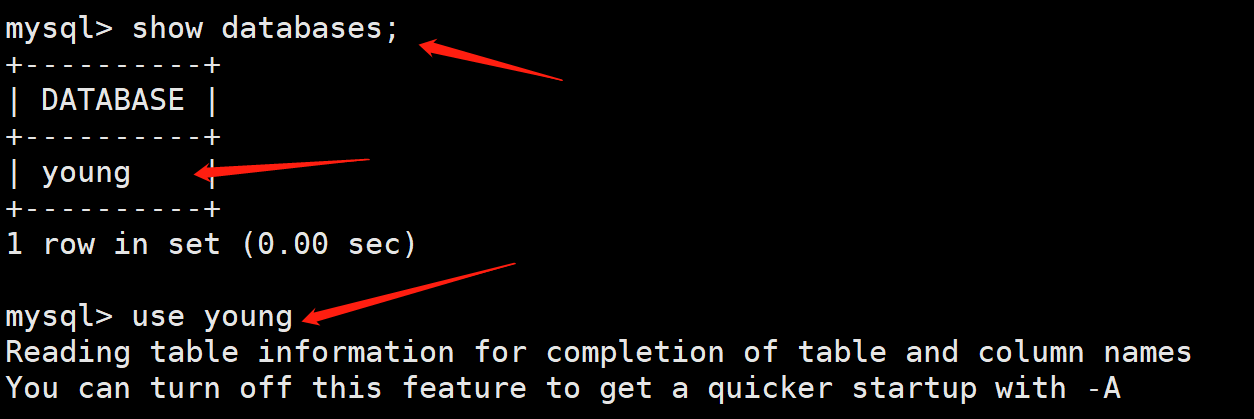 mysql> show databases;
+----------+
| DATABASE |
+----------+
| young    |
+----------+
1 row in set (0.00 sec)
mysql> use young
Reading table information for completion of table and column names
You can turn off this feature to get a quicker startup with -A